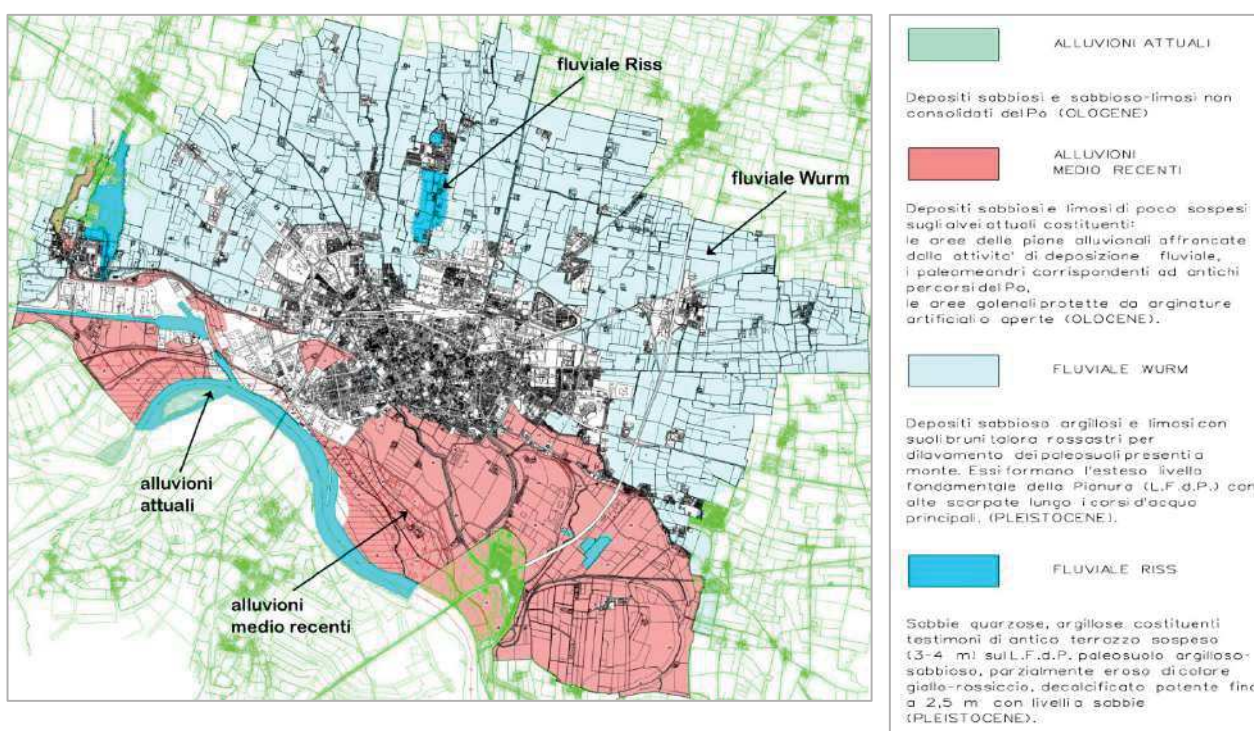 fluviale Riss
fluviale Wurm
alluvioni
attuali
alluvioni
medio recenti
ALLUVIONI ATTUALI
Depositi sabbiosi e sabbioso-limosi non
consolidati del Po (OLOCENE)
ALLUVIONI
MEDIO RECENTI
Depositi sabbiosi e limosi di poco sospesi
sugli alvei attuali costituenti:
le aree delle piane alluvionali affrancate
dalla attivita' di deposizione fluviale,
i paleomeandri corrispondenti ad antichi
percorsi del Po,
le aree golenali protette da arginature
artificiali o aperte (OLOCENE).
FLUVIALE WURM
Depositi sabbioso argillosi e limosi con
suoli bruni talora rossastri per
dilavamento dei paleosuoli presenti a
monte. Essi formano l'esteso livello
fondamentale della Pianura (L.F.d.P.) con
alte scarpate lungo i corsi d'acqua
principali, (PLEISTOCENE).
FLUVIALE RISS
Sabbie quarzose, argillose costituenti
testimoni di antico terrazzo sospeso
(3-4 m) sul L.F.d.P. paleosuolo argilloso-
sabbioso, parzialmente eroso di colore
giallo-rossiccio, decalcificato potente fino
a 2,5 m con livelli a sabbie
(PLEISTOCENE).